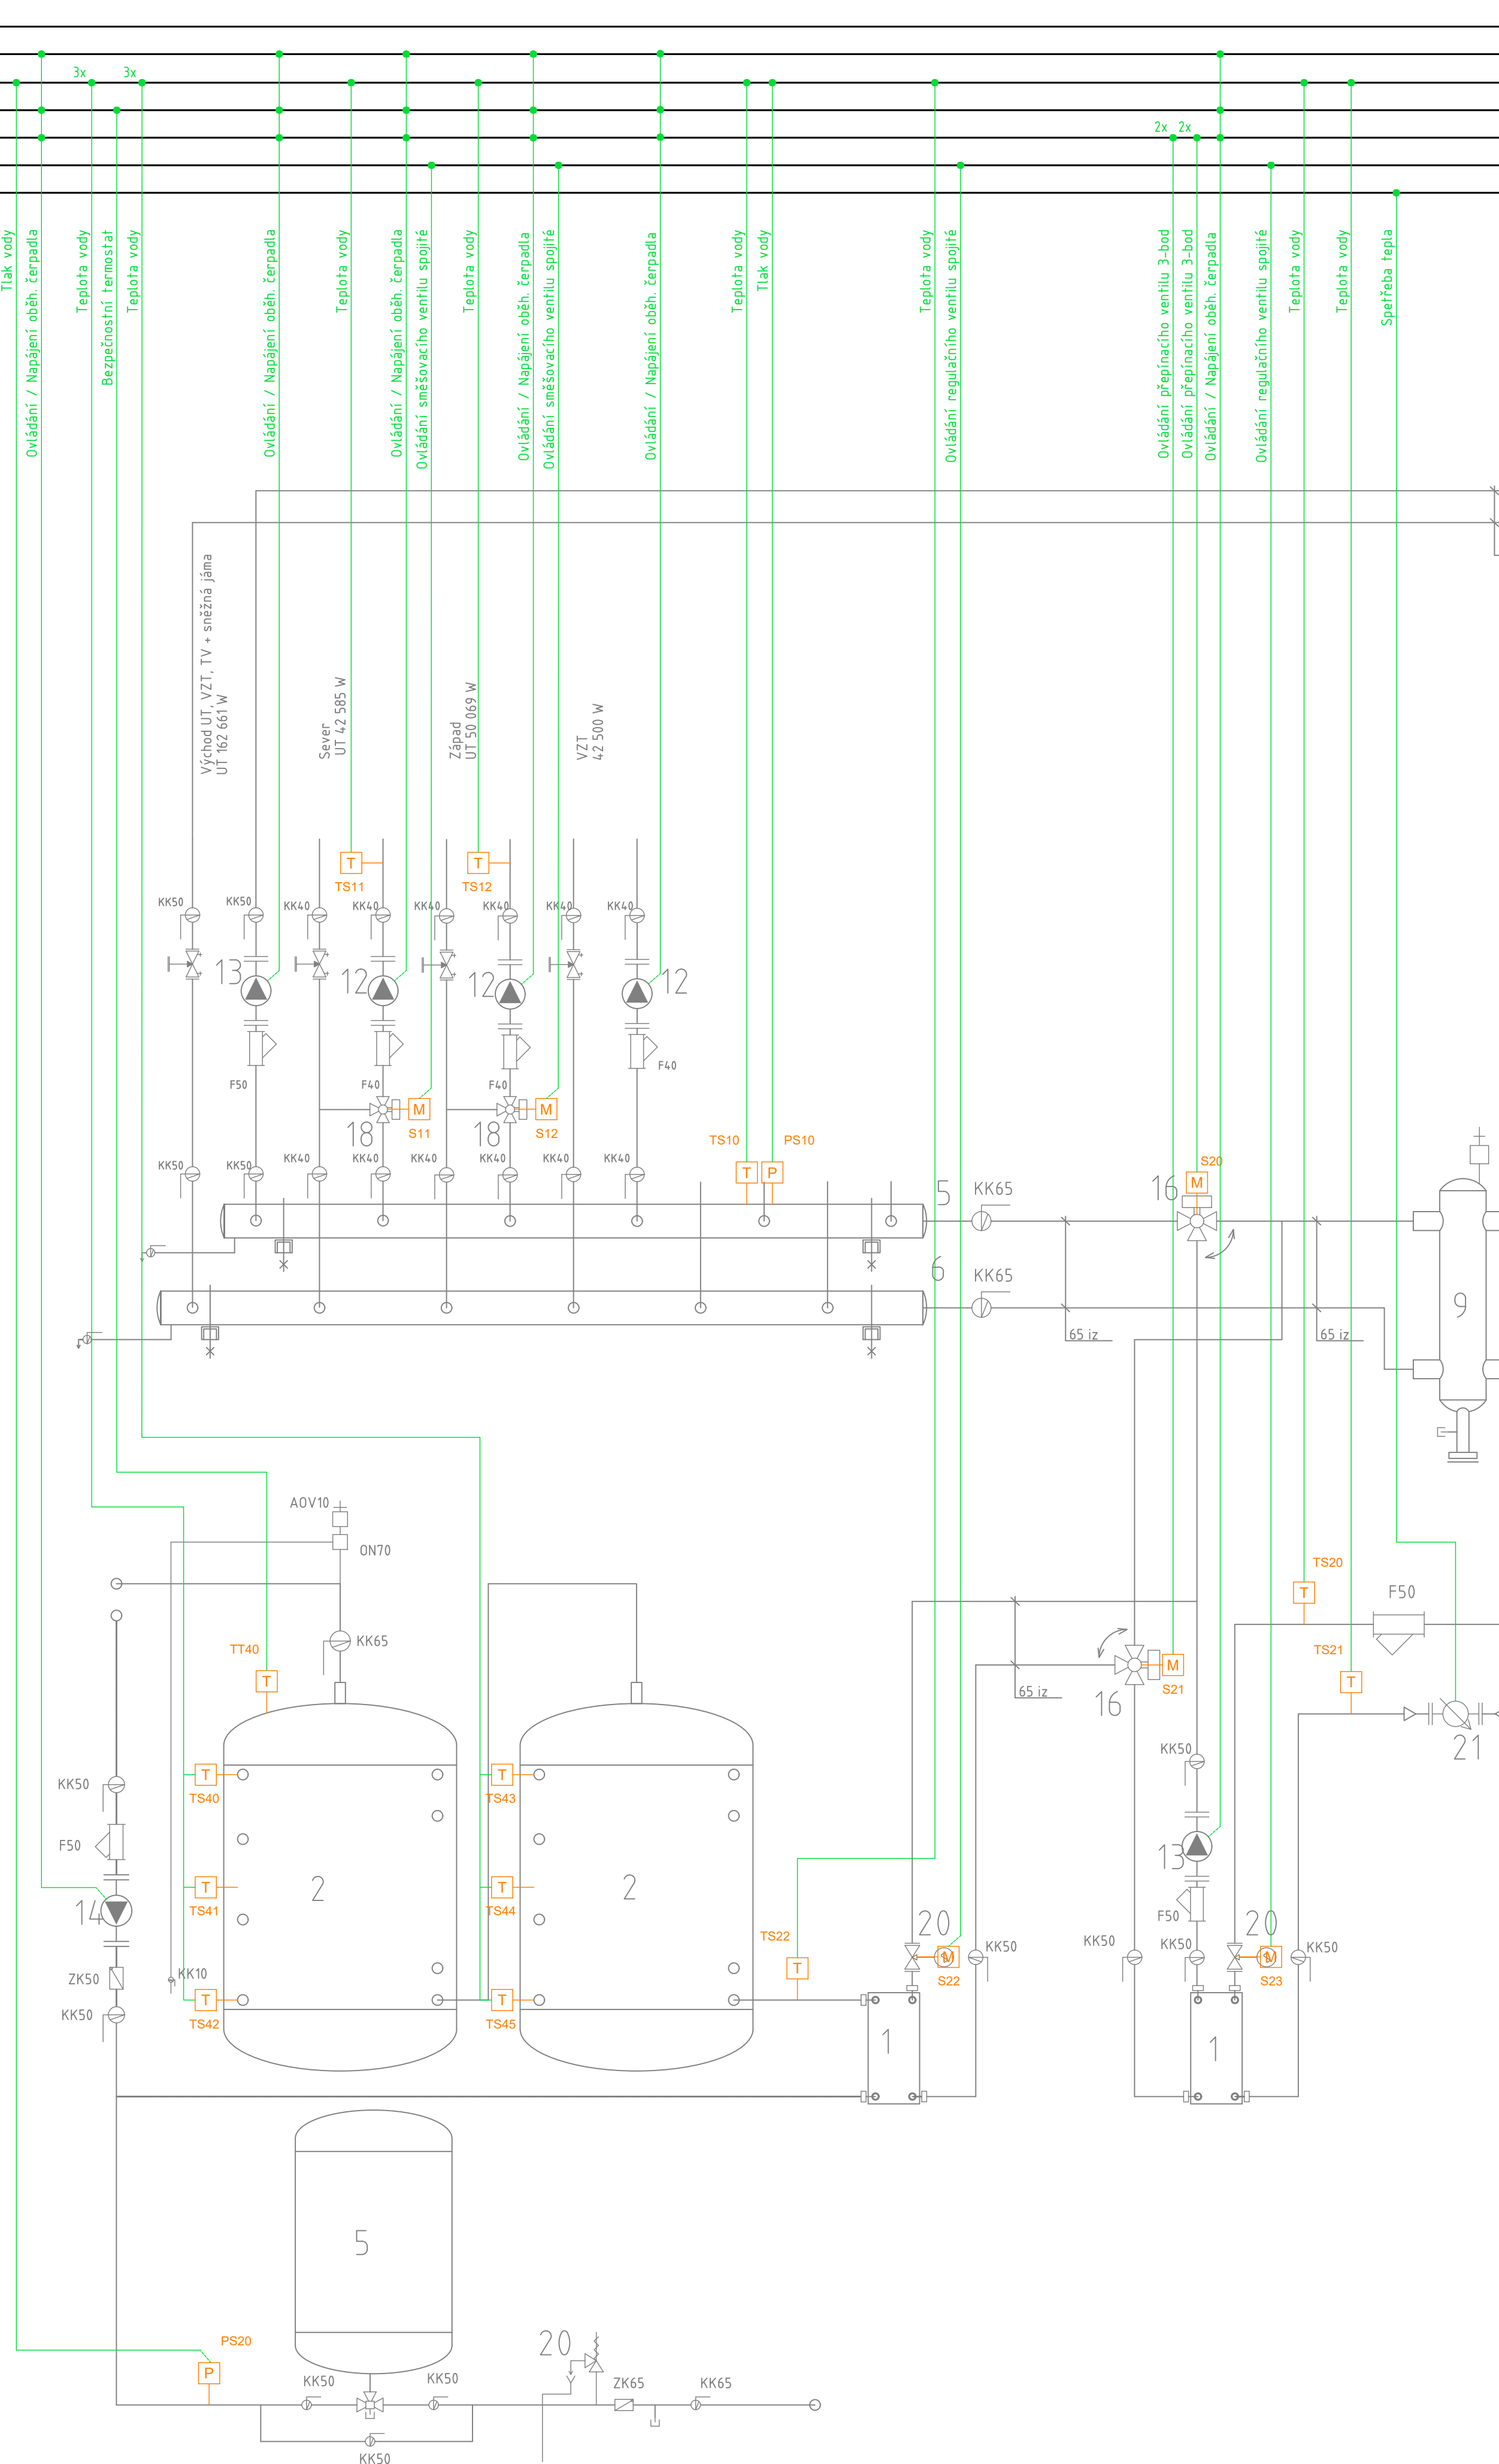 3x
3x
2x
2x
Tlak vody
Ovládání / Napájení oběh. čerpadla
Teplota vody
Bezpečnostní termostat
Teplota vody
Ovládání / Napájení oběh. čerpadla
Teplota vody
Ovládání / Napájení oběh. čerpadla
Ovládání směšovacího ventilu spojité
Teplota vody
Ovládání / Napájení oběh. čerpadla
Ovládání směšovacího ventilu spojité
Ovládání / Napájení oběh. čerpadla
Teplota vody
Tlak vody
Teplota vody
Ovládání regulačního ventilu spojité
Ovládání přepínacího ventilu 3-bod
Ovládání přepínacího ventilu 3-bod
Ovládání / Napájení oběh. čerpadla
Ovládání regulačního ventilu spojité
Teplota vody
Teplota vody
Spetřeba tepla
Východ UT, VZT, TV + sněžná jáma
UT 162 661 W
Sever
UT 42 585 W
Západ
UT 50 069 W
VZT
42 500 W
T
TS11
T
TS12
KK50
KK50
KK40
KK40
KK40
KK40
KK40
KK40
13
12
12
12
F50
F40
F40
F40
18
M
S11
18
M
S12
KK50
KK50
KK40
KK40
KK40
KK40
KK40
KK40
TS10
PS10
T
P
5
KK65
16
S20
M
6
KK65
65 iz
65 iz
9
AOV10
ON70
KK65
TT40
T
TS20
T
F50
TS21
T
21
65 iz
16
M
S21
KK50
KK50
F50
14
ZK50
KK50
KK10
T
TS40
T
TS41
T
TS42
2
T
TS43
T
TS44
T
TS45
2
TS22
T
20
M
S22
KK50
1
KK50
13
F50
KK50
KK50
20
M
S23
KK50
1
5
PS20
P
KK50
KK50
KK50
20
ZK65
KK65